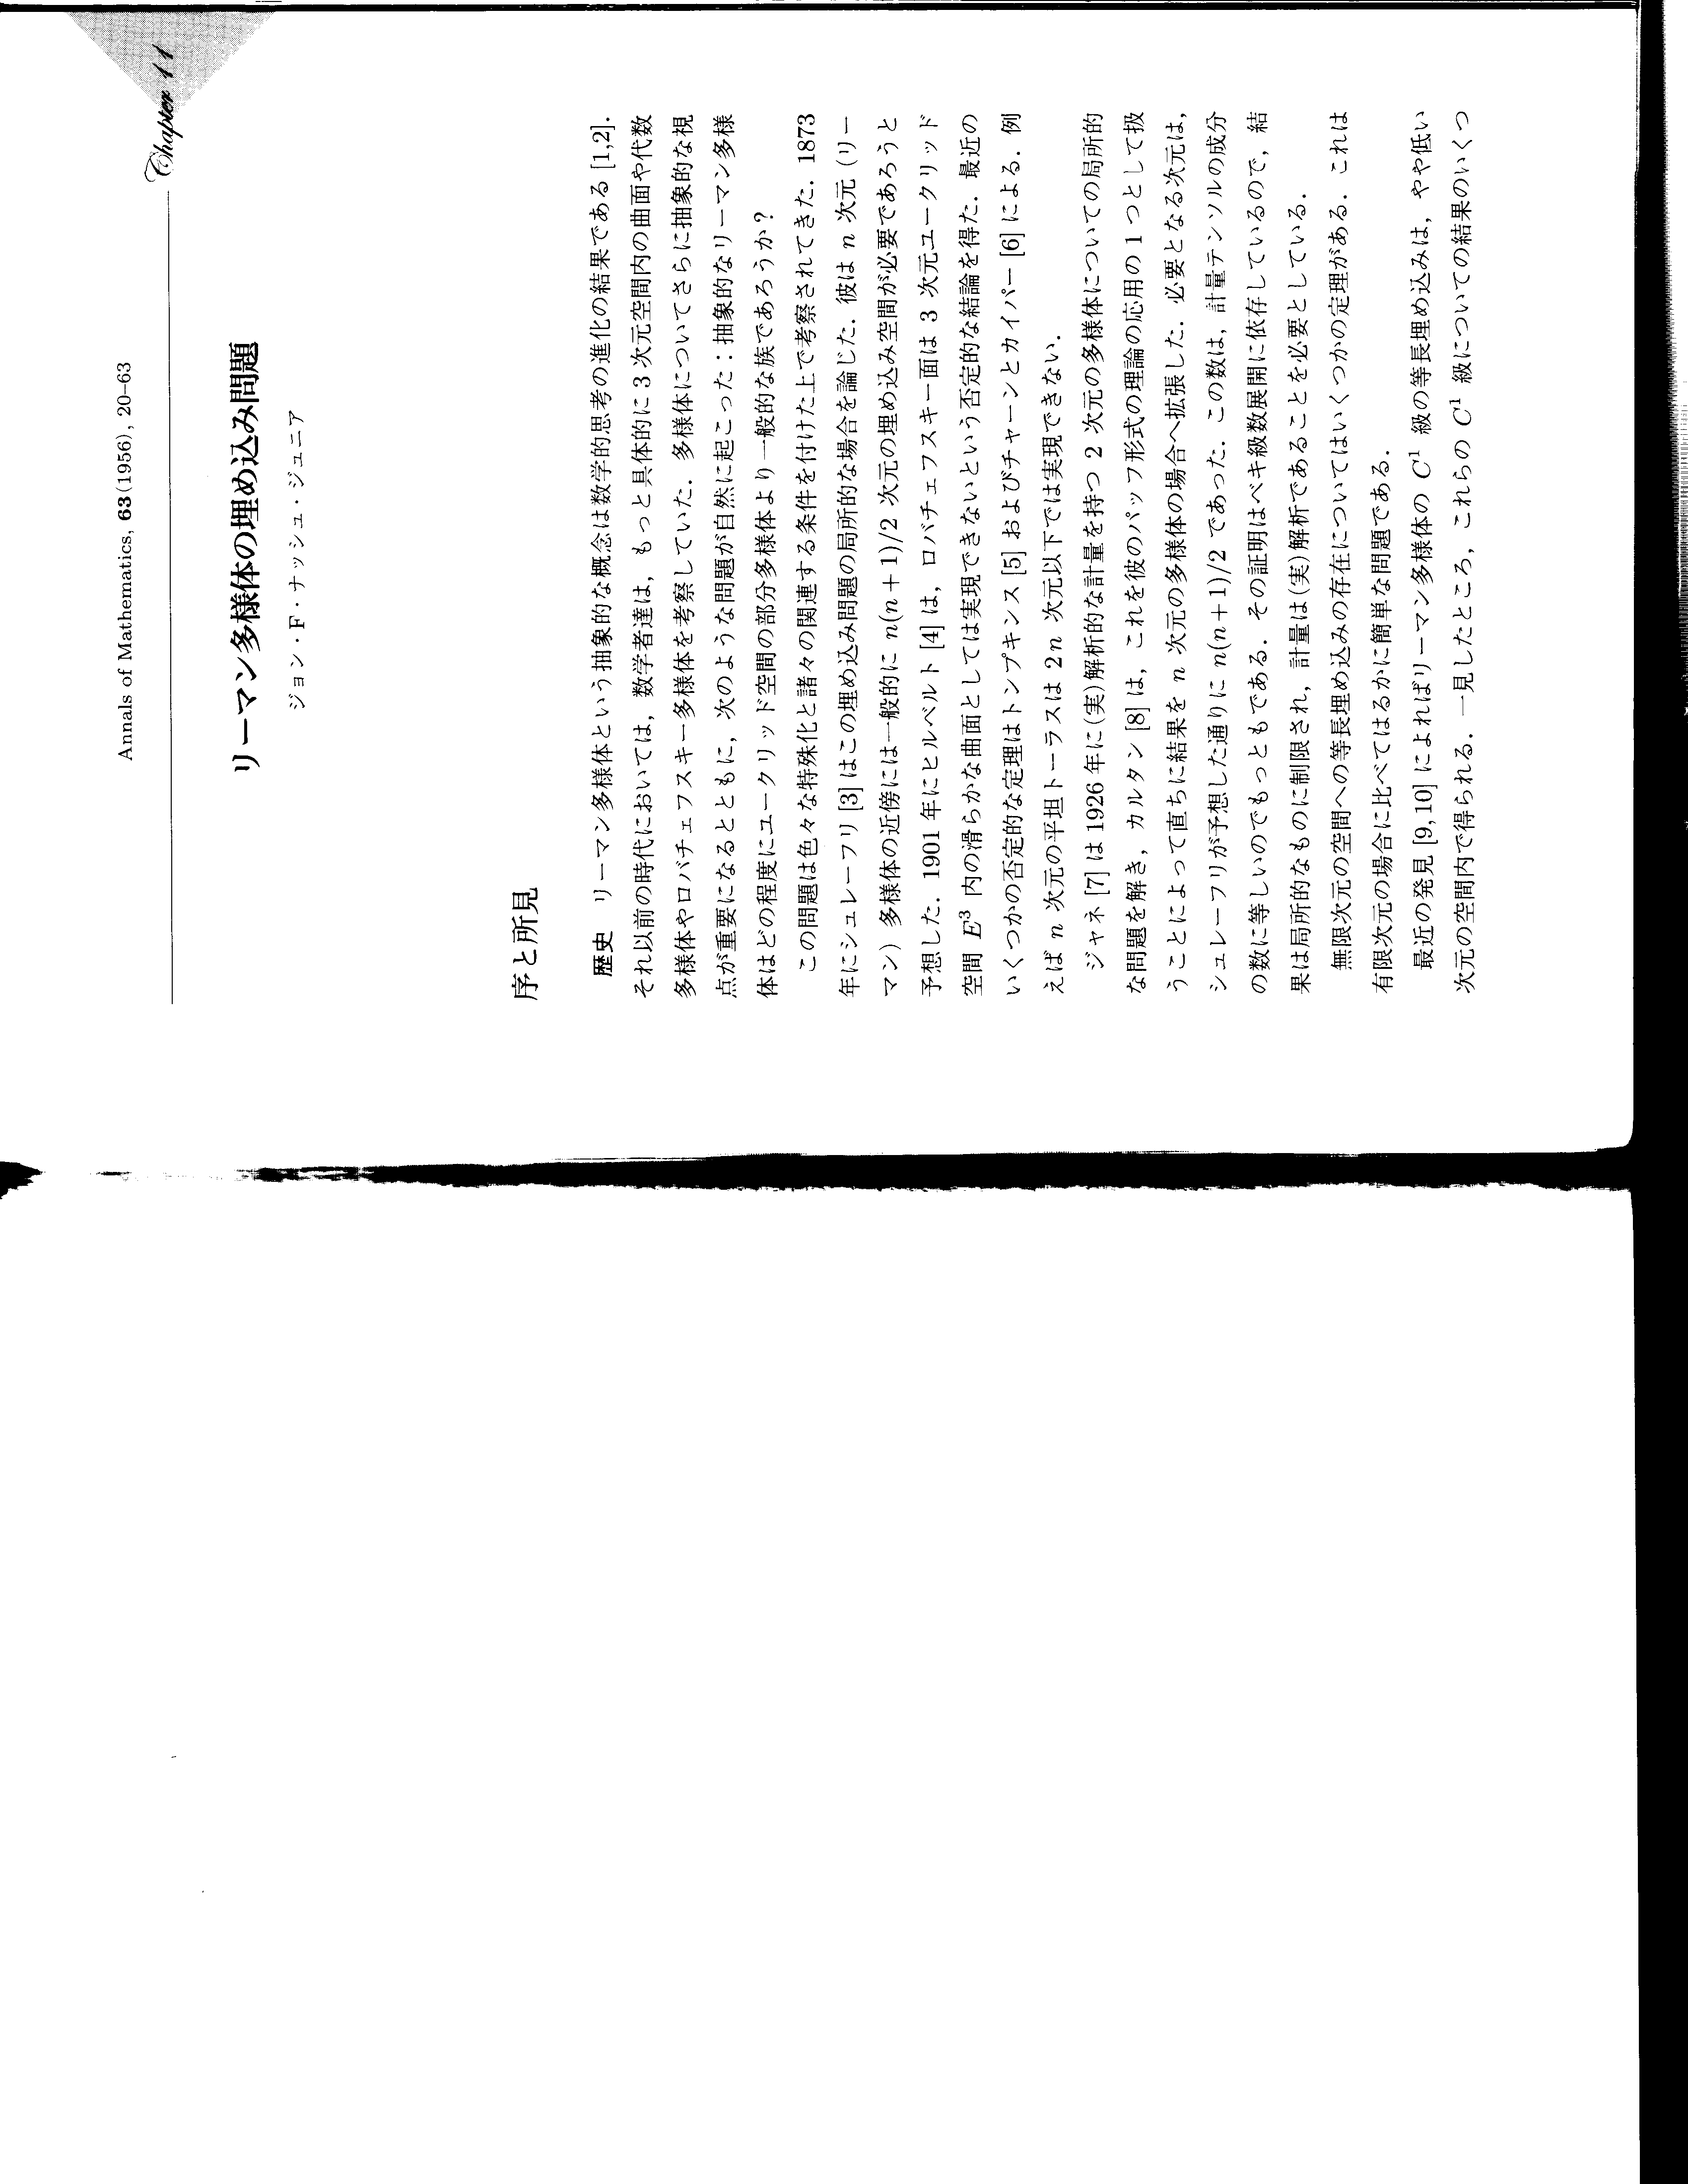 Chapter 11
Annals of Mathematics, 63 (1956), 20–63
リーマン多様体の埋め込み問題
ジョン・F・ナッシュ・ジュニア
序と所見
歴史 リーマン多様体という抽象的な概念は数学的思考の進化の結果である [1,2].
それ以前の時代においては,数学者達は,もっと具体的に 3 次元空間内の曲面や代数
多様体やロバチェフスキー多様体を考察していた.多様体についてさらに抽象的な視
点が重要になるとともに,次のような問題が自然に起こった:抽象的なリーマン多様
体はどの程度にユークリッド空間の部分多様体より一般的な族であろうか?
この問題は色々な特殊化と諸々の関連する条件を付けた上で考察されてきた.1873
年にシュレーフリ [3] はこの埋め込み問題の局所的な場合を論じた.彼は n 次元 (リー
マン) 多様体の近傍には一般的に n(n + 1)/2 次元の埋め込み空間が必要であろうと
予想した.1901 年にヒルベルト [4] は,ロバチェフスキー面は 3 次元ユークリッド
空間 E³ 内の滑らかな曲面としては実現できないという否定的な結論を得た.最近の
いくつかの否定的な定理はトンプキンス [5] およびチャーンとカイパー [6] による.例
えば n 次元の平坦トーラスは 2n 次元以下では実現できない.
ジャネ [7] は 1926 年に(実)解析的な計量を持つ 2 次元の多様体についての局所的
な問題を解き,カルタン [8] は,これを彼のパッフ形式の理論の応用の 1 つとして扱
うことによって直ちに結果を n 次元の多様体の場合へ拡張した.必要となる次元は,
シュレーフリが予想した通りに n(n+1)/2 であった.この数は,計量テンソルの成分
の数に等しいのでもっともである.その証明はベキ級数展開に依存しているので,結
果は局所的なものに制限され,計量は(実)解析であることを必要としている.
無限次元の空間への等長埋め込みの存在についてはいくつかの定理がある.これは
有限次元の場合に比べてはるかに簡単な問題である.
最近の発見 [9,10] によればリーマン多様体の C¹ 級の等長埋め込みは,やや低い
次元の空間内で得られる.一見したところ,これらの C¹ 級についての結果のいくつ